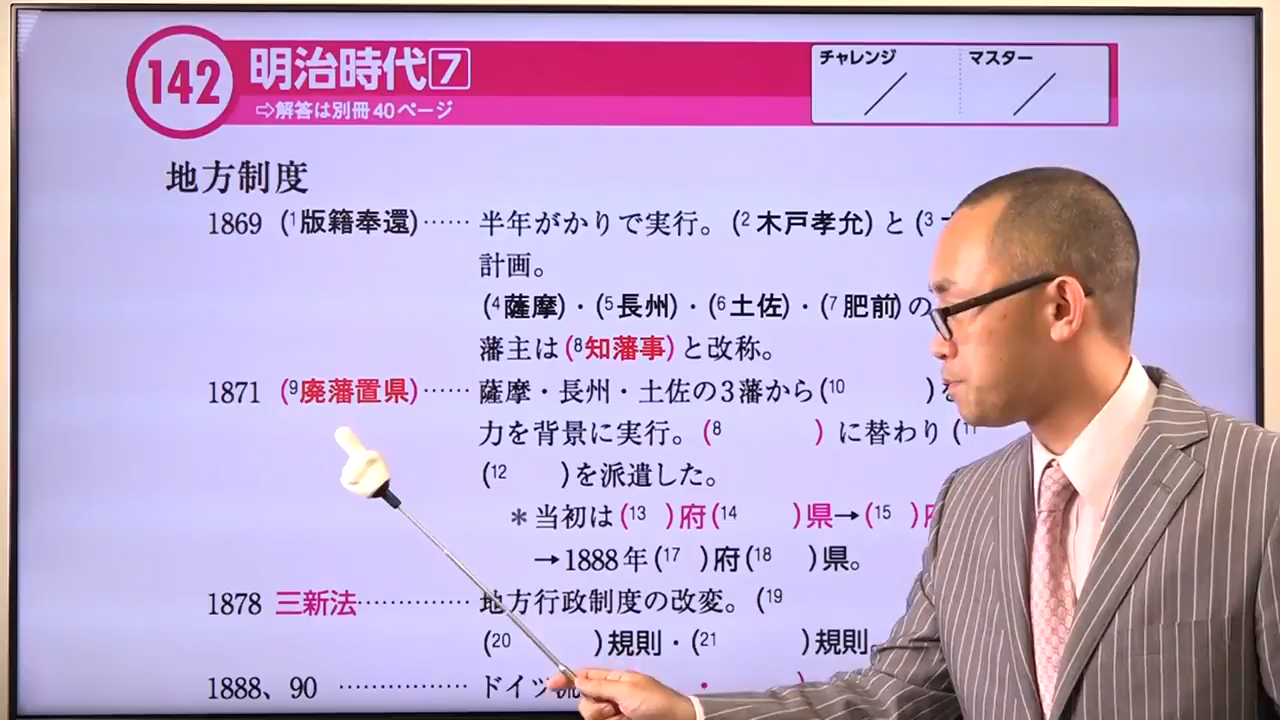 142 明治時代7
チャレンジ
マスター
⇨解答は別冊40ページ
地方制度
1869 (1版籍奉還)……半年がかりで実行。(2木戸孝允)と(3
計画。
(4薩摩)・(5長州)・(6土佐)・(7肥前)の
藩主は(8知藩事)と改称。
1871 (9廃藩置県)……薩摩・長州・土佐の3藩から(10 )
力を背景に実行。(8 )に替わり(11
(12 )を派遣した。
*当初は(13 )府(14 )県→(15 )
→1888年(17 )府(18 )県。
1878 三新法……………地方行政制度の改変。(19
(20 )規則・(21 )規則
1888、90 ………………ドイツ